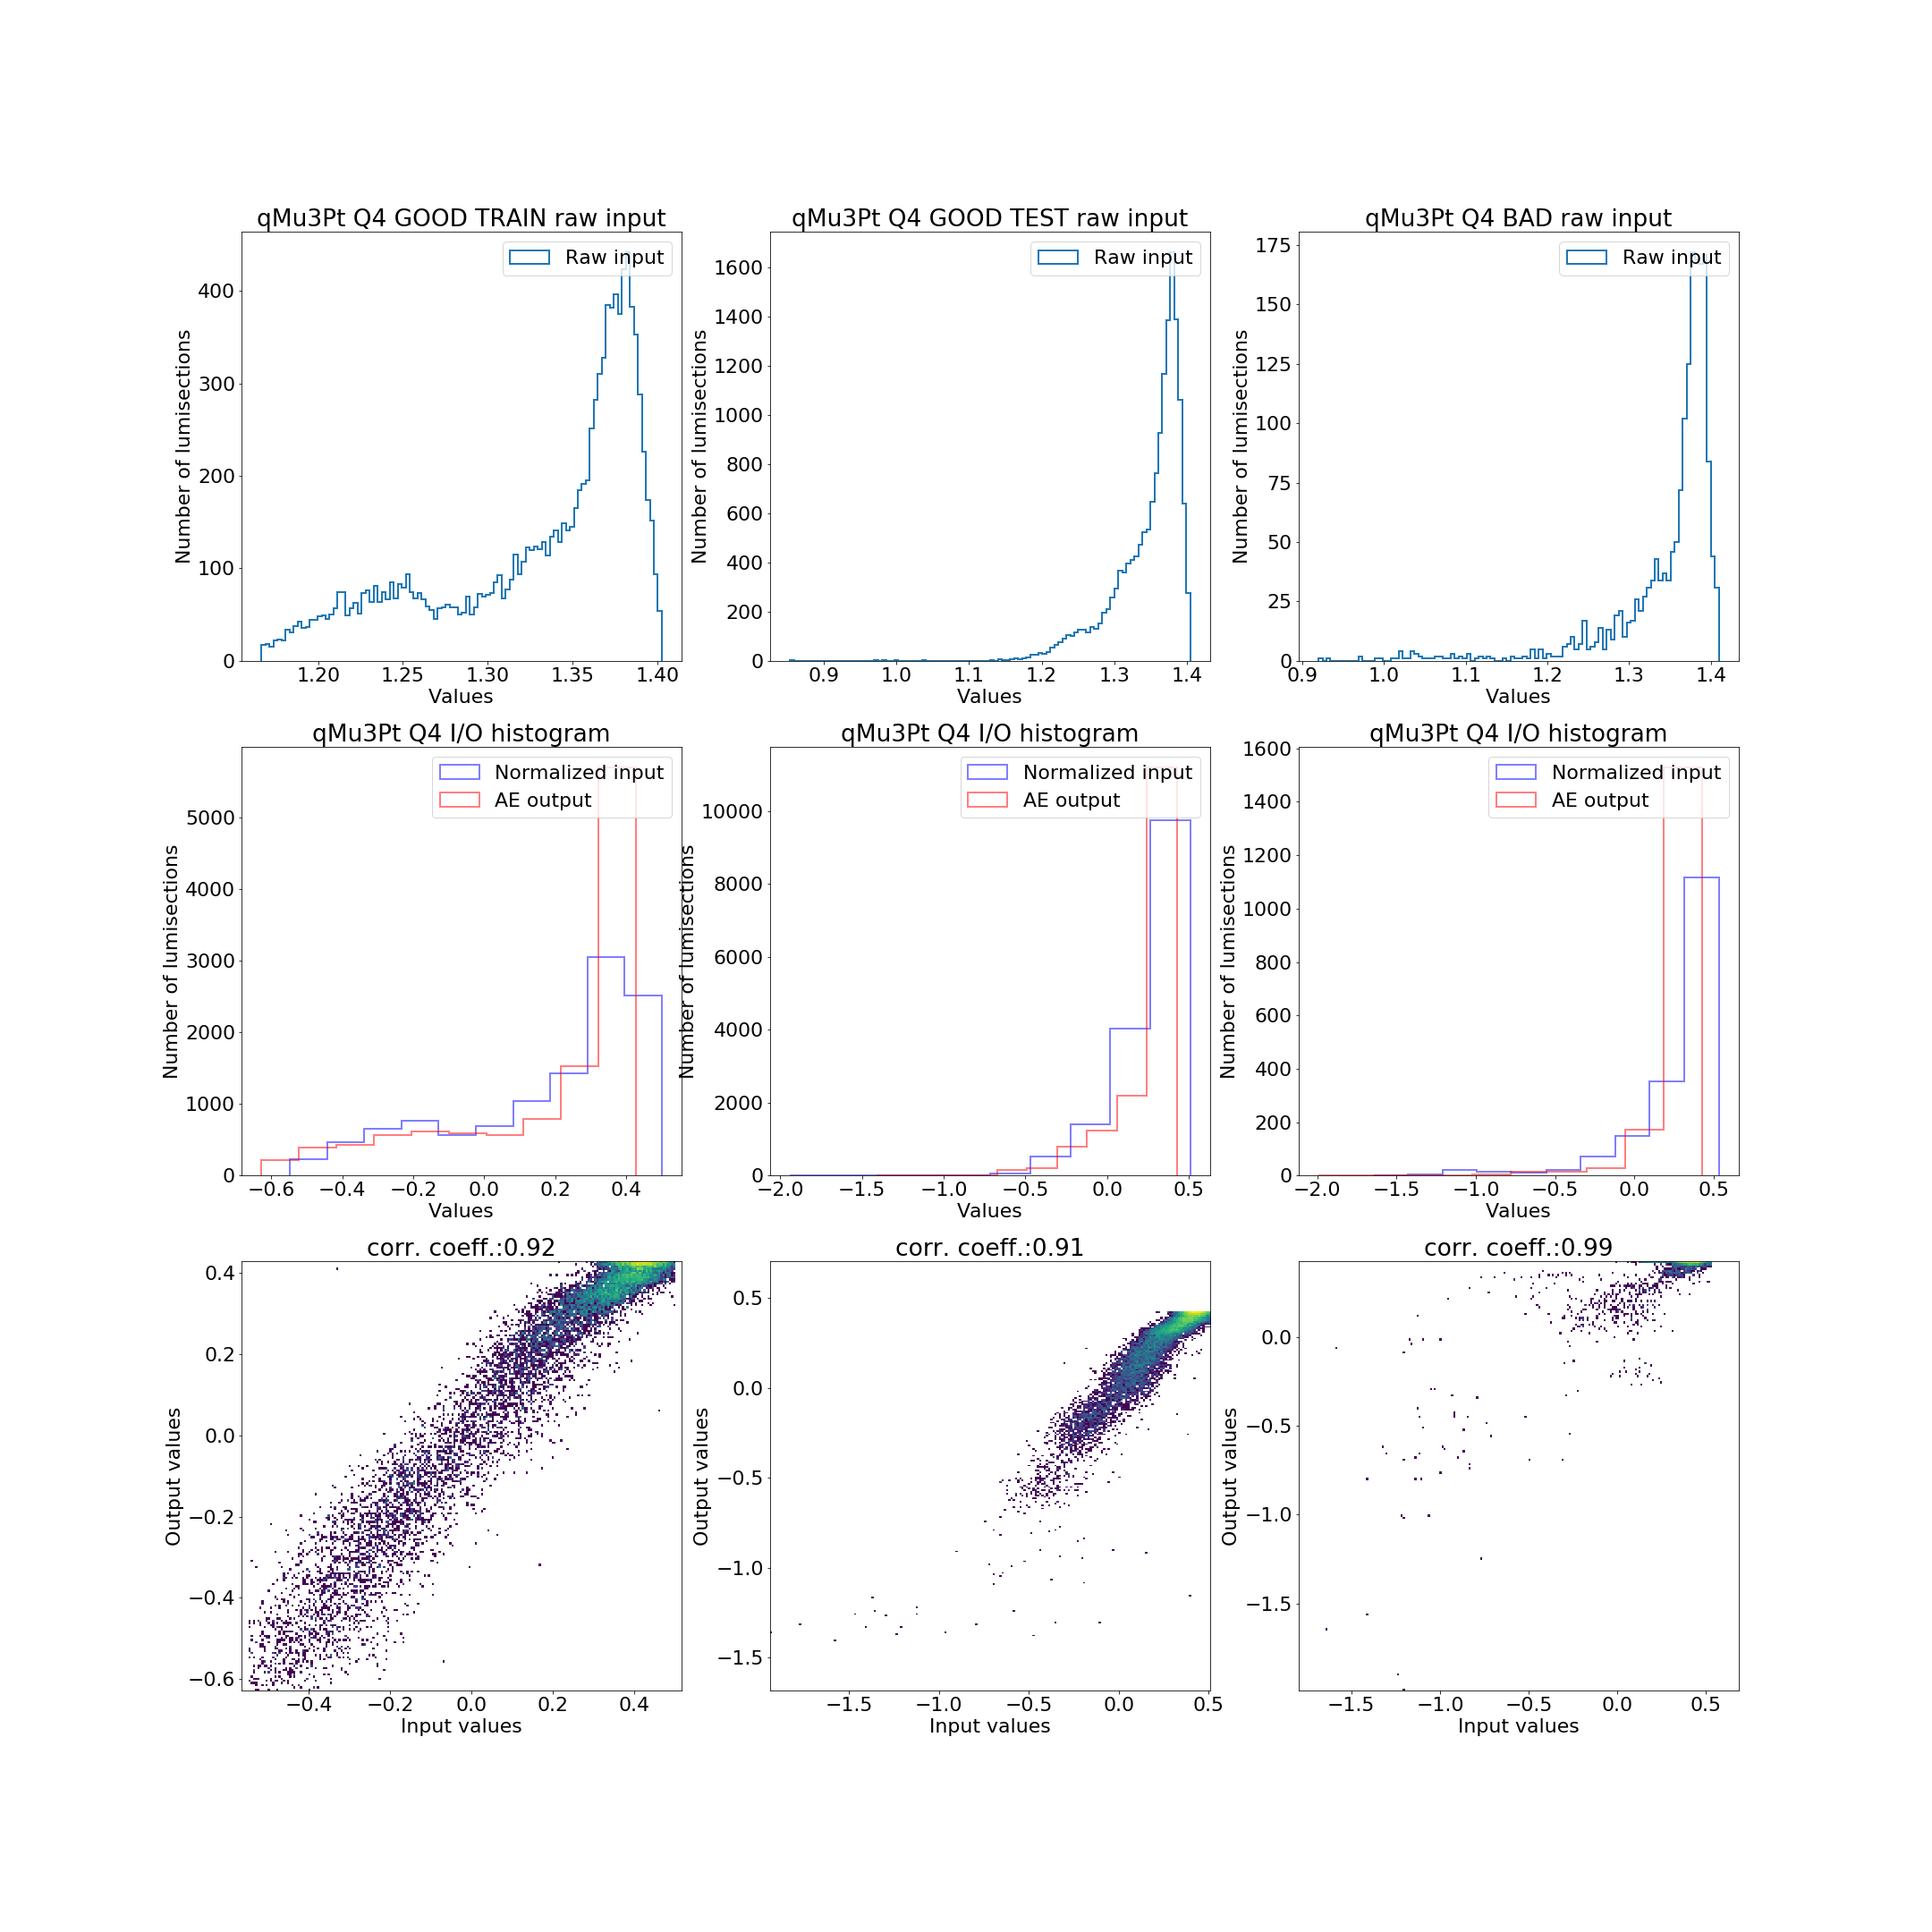 qMu3Pt Q4 GOOD TRAIN raw input
Raw input
Number of lumisections
400
300
200
100
0
1.20 1.25 1.30 1.35 1.40
Values
qMu3Pt Q4 GOOD TEST raw input
Raw input
Number of lumisections
1600
1400
1200
1000
800
600
400
200
0
0.9 1.0 1.1 1.2 1.3 1.4
Values
qMu3Pt Q4 BAD raw input
Raw input
Number of lumisections
175
150
125
100
75
50
25
0
0.9 1.0 1.1 1.2 1.3 1.4
Values
qMu3Pt Q4 I/O histogram
Normalized input
AE output
Number of lumisections
5000
4000
3000
2000
1000
0
−0.6 −0.4 −0.2 0.0 0.2 0.4
Values
qMu3Pt Q4 I/O histogram
Normalized input
AE output
Number of lumisections
10000
8000
6000
4000
2000
0
−2.0 −1.5 −1.0 −0.5 0.0 0.5
Values
qMu3Pt Q4 I/O histogram
Normalized input
AE output
Number of lumisections
1600
1400
1200
1000
800
600
400
200
0
−2.0 −1.5 −1.0 −0.5 0.0 0.5
Values
corr. coeff.:0.92
Output values
0.4
0.2
0.0
−0.2
−0.4
−0.6
−0.4 −0.2 0.0 0.2 0.4
Input values
corr. coeff.:0.91
Output values
0.5
0.0
−0.5
−1.0
−1.5
−1.5 −1.0 −0.5 0.0 0.5
Input values
corr. coeff.:0.99
Output values
0.0
−0.5
−1.0
−1.5
−1.5 −1.0 −0.5 0.0 0.5
Input values